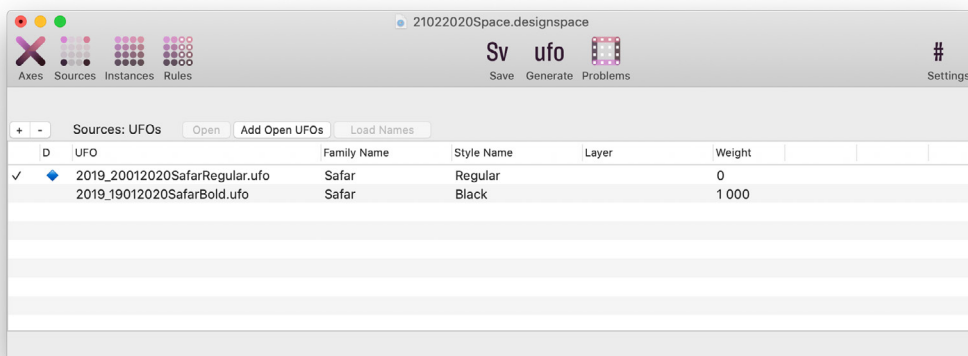 21022020Space.designspace
Sv ufo #
Axes Sources Instances Rules Save Generate Problems Settings
+ - Sources: UFOs Open Add Open UFOs Load Names
D UFO Family Name Style Name Layer Weight
2019_20012020SafarRegular.ufo Safar Regular 0
2019_19012020SafarBold.ufo Safar Black 1 000